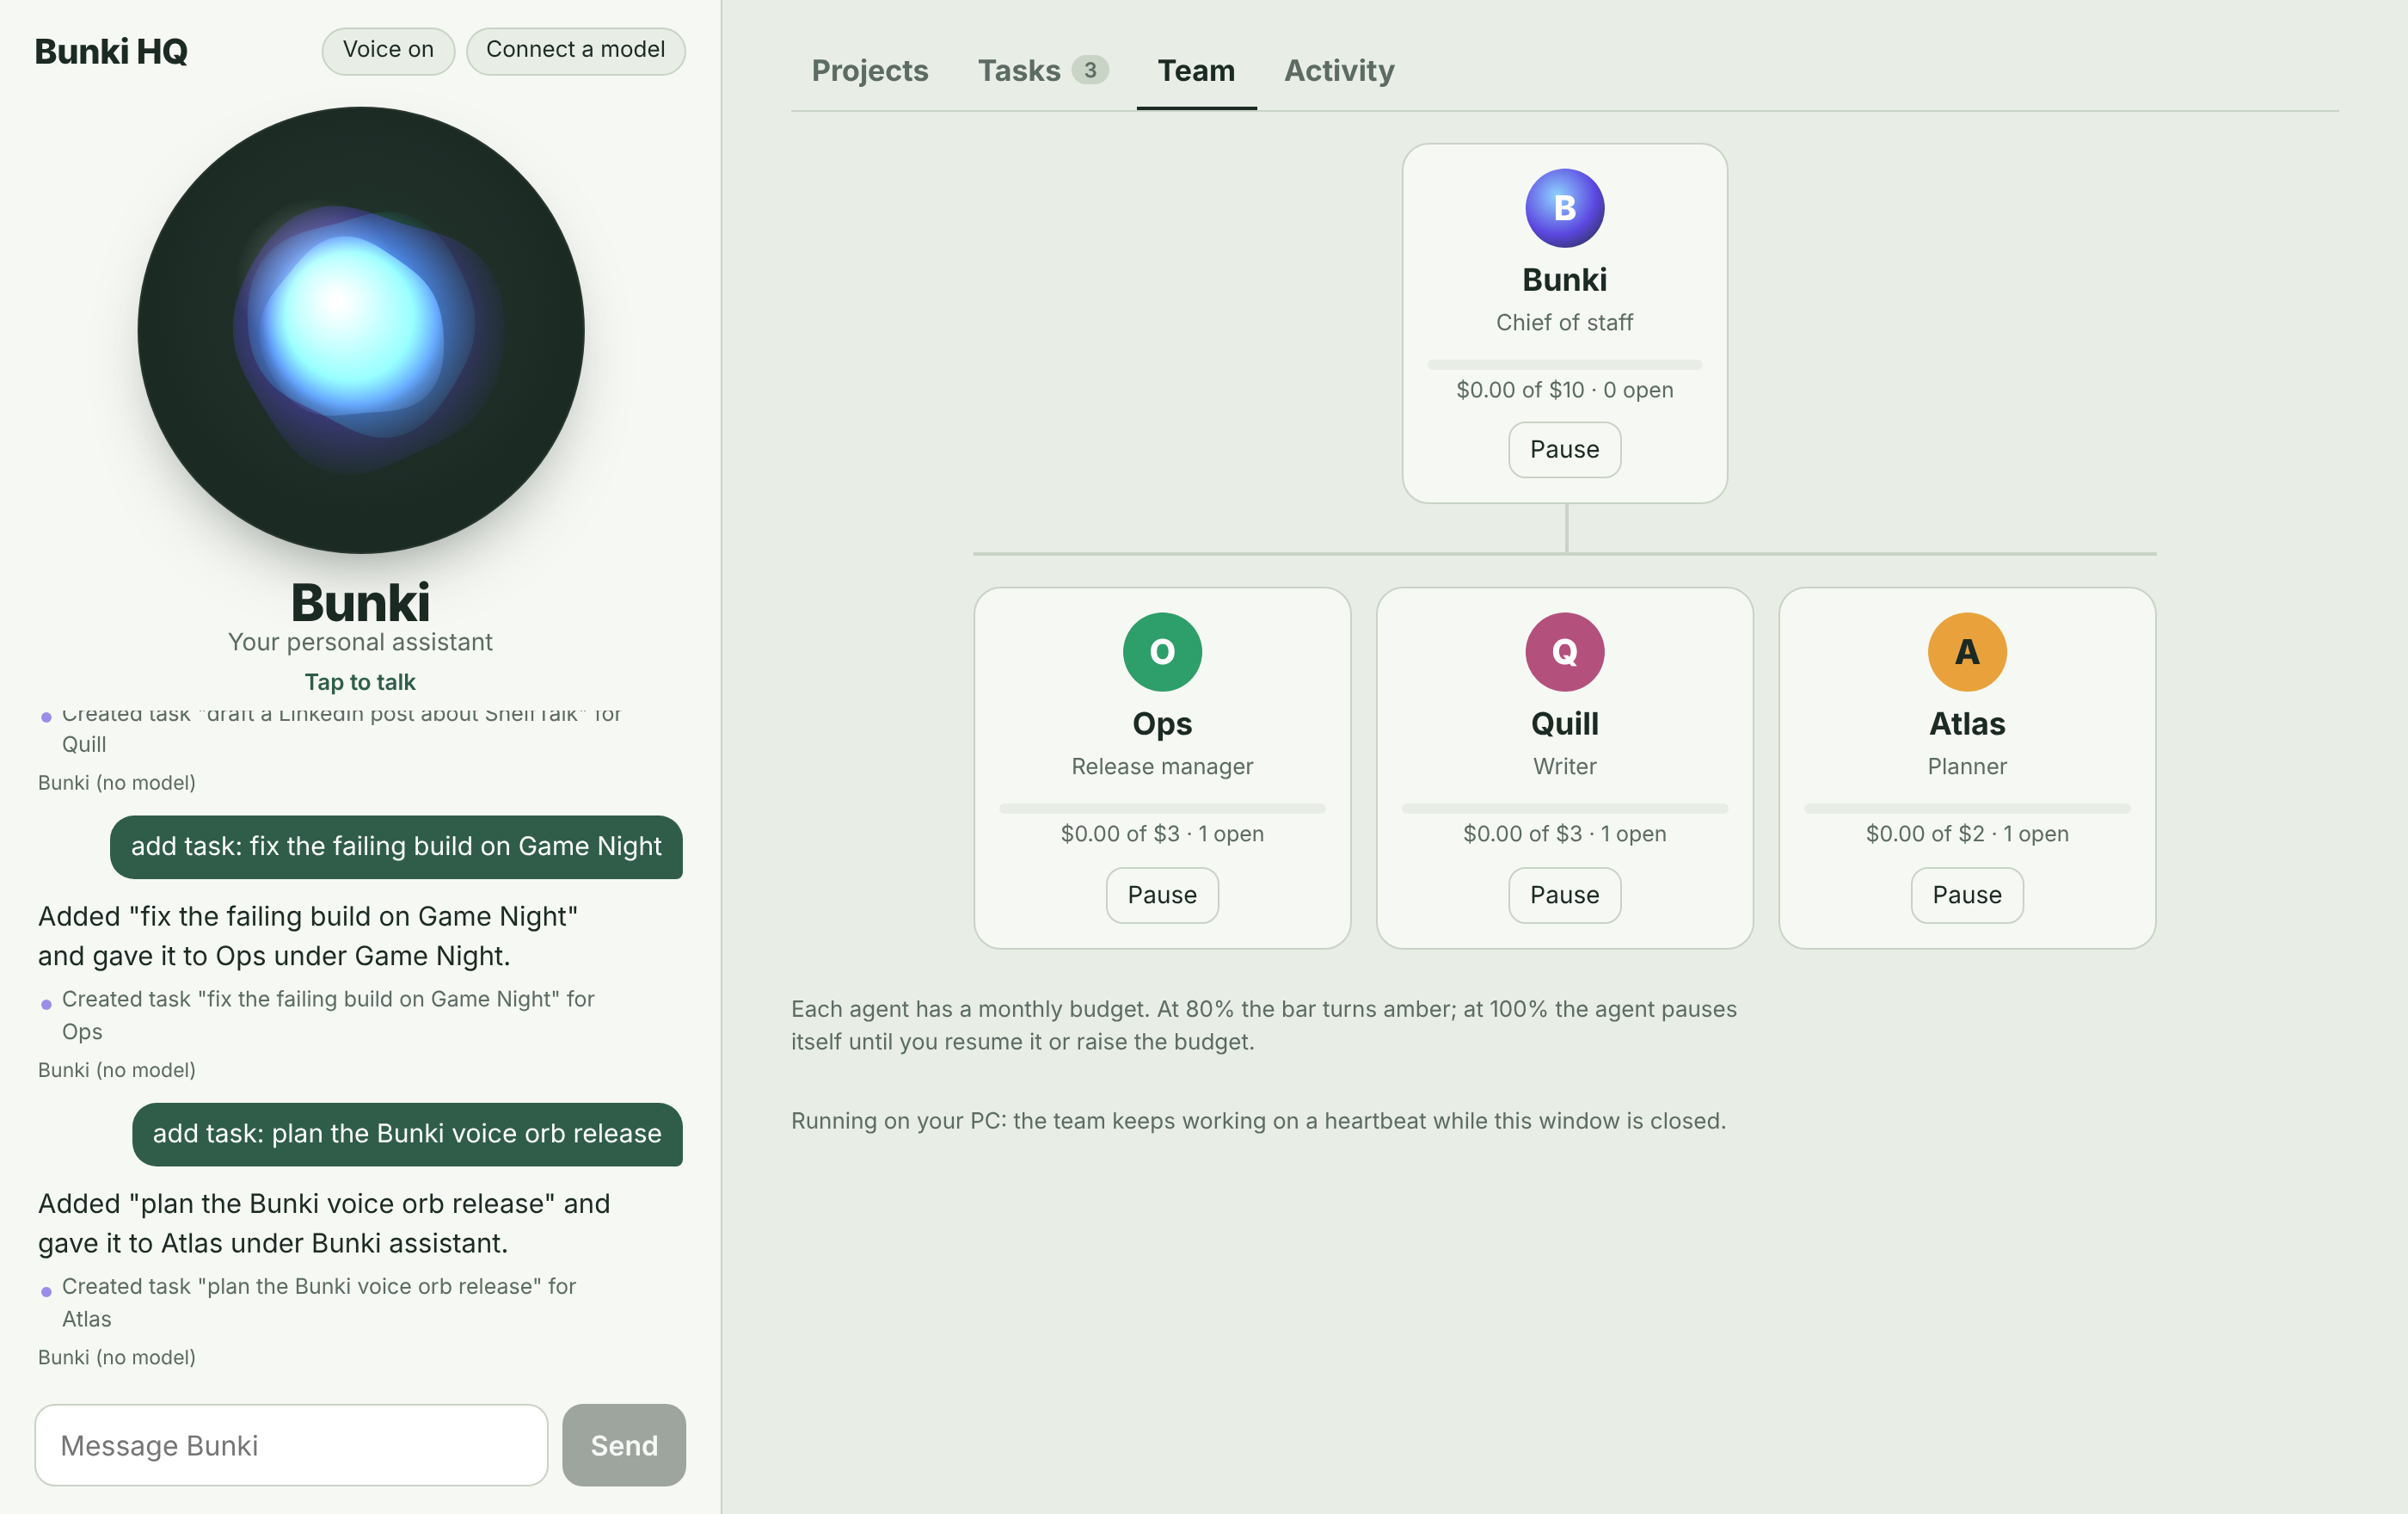 Bunki HQ
Voice on
Connect a model
Bunki
Your personal assistant
Tap to talk
Created task "draft a LinkedIn post about ShellTalk" for
Quill
Bunki (no model)
add task: fix the failing build on Game Night
Added "fix the failing build on Game Night"
and gave it to Ops under Game Night.
Created task "fix the failing build on Game Night" for
Ops
Bunki (no model)
add task: plan the Bunki voice orb release
Added "plan the Bunki voice orb release" and
gave it to Atlas under Bunki assistant.
Created task "plan the Bunki voice orb release" for
Atlas
Bunki (no model)
Message Bunki
Send
Projects
Tasks 3
Team
Activity
B
Bunki
Chief of staff
$0.00 of $10 · 0 open
Pause
O
Ops
Release manager
$0.00 of $3 · 1 open
Pause
Q
Quill
Writer
$0.00 of $3 · 1 open
Pause
A
Atlas
Planner
$0.00 of $2 · 1 open
Pause
Each agent has a monthly budget. At 80% the bar turns amber; at 100% the agent pauses
itself until you resume it or raise the budget.
Running on your PC: the team keeps working on a heartbeat while this window is closed.